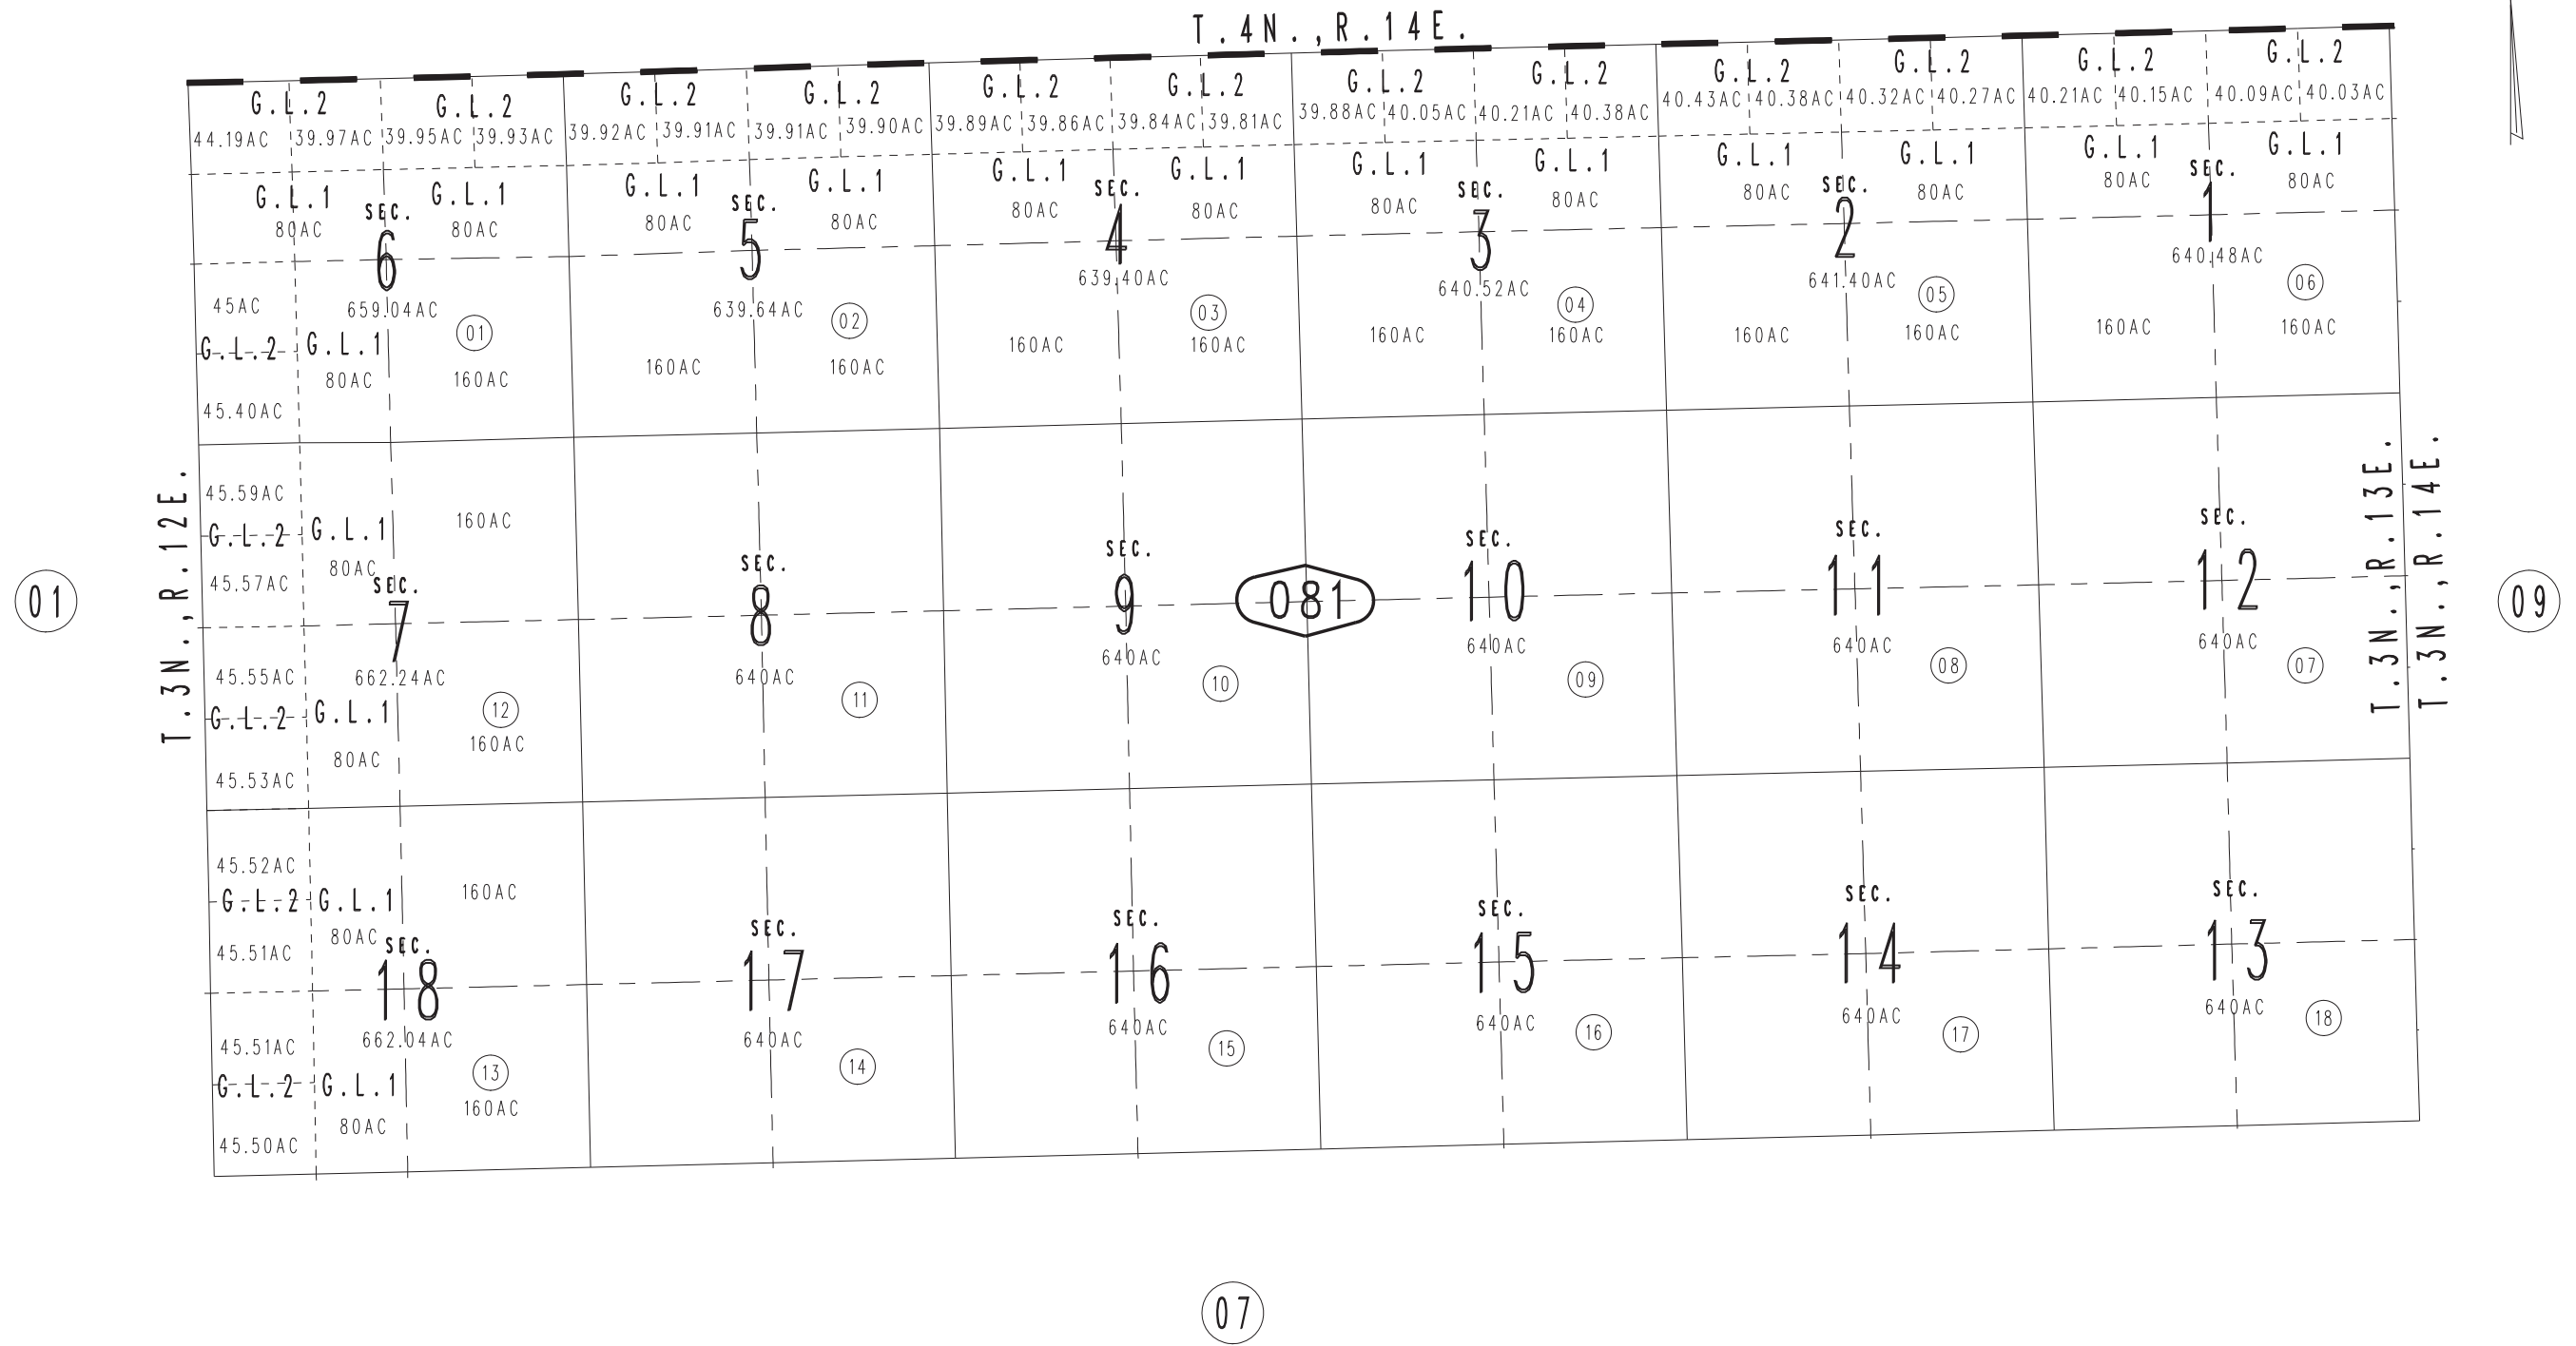 T.4N.,R.14E.
G.L.2 G.L.2 G.L.2 G.L.2 G.L.2 G.L.2 G.L.2 G.L.2 G.L.2 G.L.2 G.L.2 G.L.2
44.19AC 39.97AC 39.95AC 39.93AC 39.92AC 39.91AC 39.91AC 39.90AC 39.89AC 39.86AC 39.84AC 39.81AC 39.88AC 40.05AC 40.21AC 40.38AC 40.43AC 40.38AC 40.32AC 40.27AC 40.21AC 40.15AC 40.09AC 40.03AC
G.L.1 G.L.1 G.L.1 G.L.1 G.L.1 G.L.1 G.L.1 G.L.1 G.L.1 G.L.1 G.L.1 G.L.1
80AC 80AC 80AC 80AC 80AC 80AC 80AC 80AC 80AC 80AC 80AC 80AC
SEC. SEC. SEC. SEC. SEC. SEC.
6 5 4 3 2 1
45AC 659.04AC 639.64AC 639.40AC 640.52AC 641.40AC 640.48AC
01 02 03 04 05 06
G.L.2 G.L.1
80AC 160AC 160AC 160AC 160AC 160AC 160AC 160AC 160AC 160AC 160AC 160AC
45.40AC
T.3N.,R.12E.
T.3N.,R.13E.
T.3N.,R.14E.
45.59AC 160AC
G.L.2 G.L.1
80AC
45.57AC
SEC. SEC. SEC. SEC. SEC. SEC.
01 7 8 9 081 10 11 12 09
45.55AC 662.24AC 640AC 640AC 640AC 640AC 640AC
12 11 10 09 08 07
G.L.2 G.L.1
80AC 160AC
45.53AC
45.52AC 160AC
G.L.2 G.L.1
80AC
45.51AC
SEC. SEC. SEC. SEC. SEC. SEC.
18 17 16 15 14 13
45.51AC 662.04AC 640AC 640AC 640AC 640AC 640AC
13 14 15 16 17 18
G.L.2 G.L.1
80AC 160AC
45.50AC
07